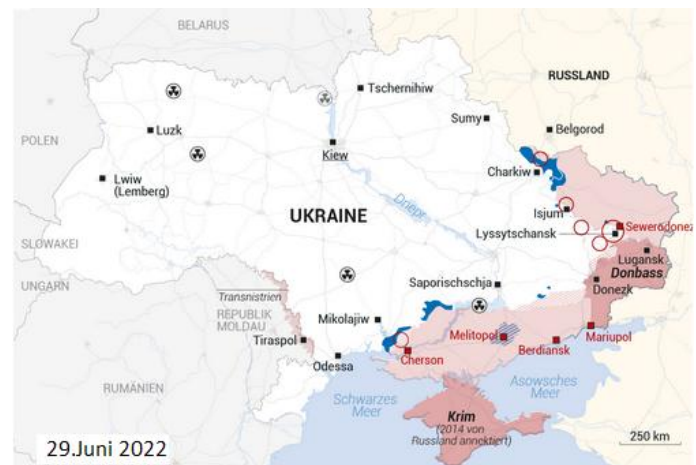 BELARUS
RUSSLAND
Tschernihiw
Sumy
Belgorod
POLEN
Luzk
Kiew
Charkiw
Lwiw
(Lemberg)
Dnepr
Isjum
UKRAINE
Sewerodonez
Lyssytschansk
SLOWAKEI
Lugansk
Donbass
UNGARN
Saporischschja
Donezk
Transnistrien
REPUBLIK
MOLDAU
Mikolajiw
Melitopol
Mariupol
Tiraspol
Cherson
Berdiansk
Odessa
RUMÄNIEN
Schwarzes
Meer
Asowsches
Meer
Krim
(2014 von
Russland annektiert)
250 km
29.Juni 2022